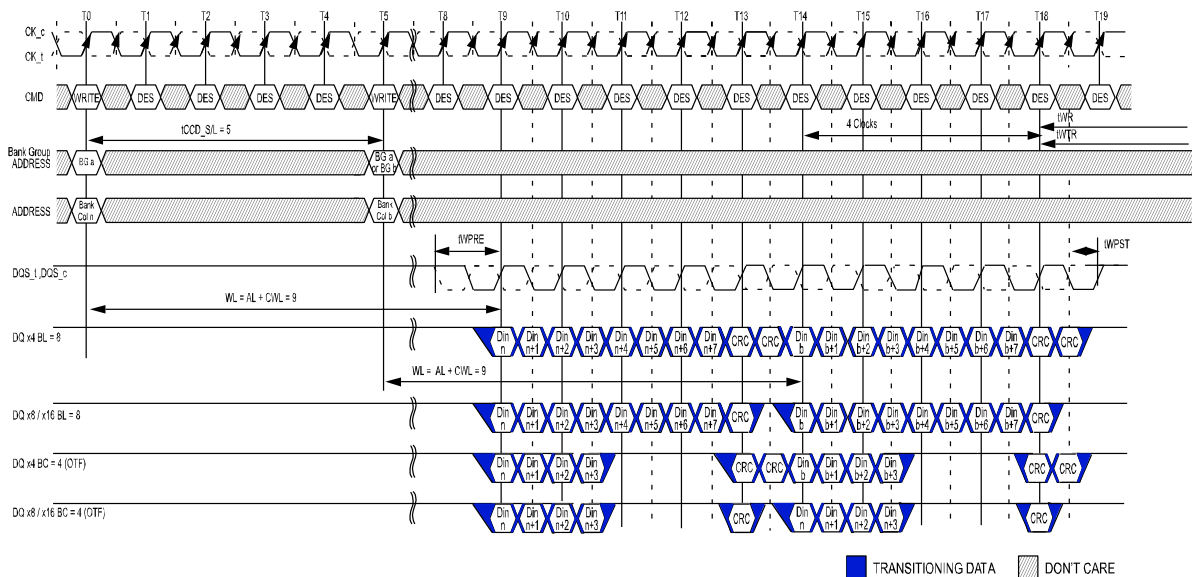 T0 T1 T2 T3 T4 T5 T8 T9 T10 T11 T12 T13 T14 T15 T16 T17 T18 T19
CK_c
CK_t
CMD WRITE DES DES DES DES WRITE DES DES DES DES DES DES DES DES DES DES DES DES
tCCD_S/L = 5
4 Clocks
tWR
tWTR
Bank Group
ADDRESS
BG a
BG a
or BG b
ADDRESS
Bank
Col n
Bank
Col b
tWPRE
tWPST
DQS_t ,DQS_c
WL = AL + CWL = 9
DQ x4 BL = 8
Din Din Din Din Din Din Din Din CRC CRC Din Din Din Din Din Din Din Din CRC CRC
n n+1 n+2 n+3 n+4 n+5 n+6 n+7 b b+1 b+2 b+3 b+4 b+5 b+6 b+7
WL = AL + CWL = 9
DQ x8 / x16 BL = 8
Din Din Din Din Din Din Din Din CRC Din Din Din Din Din Din Din Din CRC
n n+1 n+2 n+3 n+4 n+5 n+6 n+7 b b+1 b+2 b+3 b+4 b+5 b+6 b+7
DQ x4 BC = 4 (OTF)
Din Din Din Din CRC CRC Din Din Din Din CRC CRC
n n+1 n+2 n+3 b b+1 b+2 b+3
DQ x8 / x16 BC = 4 (OTF)
Din Din Din Din CRC Din Din Din Din CRC
n n+1 n+2 n+3 n n+1 n+2 n+3
TRANSITIONING DATA
DON'T CARE